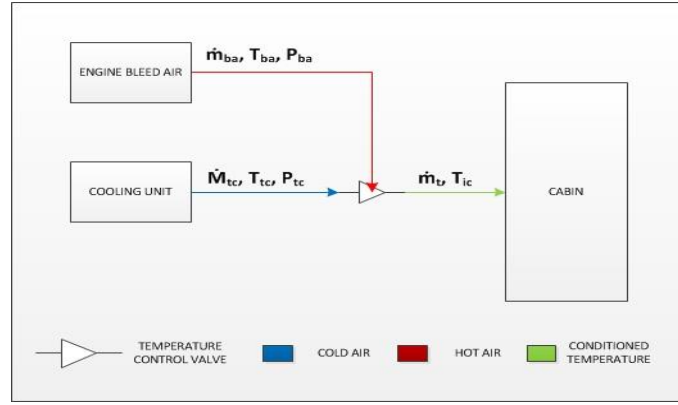 ENGINE BLEED AIR
ṁba, Tba, Pba
COOLING UNIT
Ṁtc, Ttc, Ptc
ṁt, Tic
CABIN
TEMPERATURE
CONTROL VALVE
COLD AIR
HOT AIR
CONDITIONED
TEMPERATURE